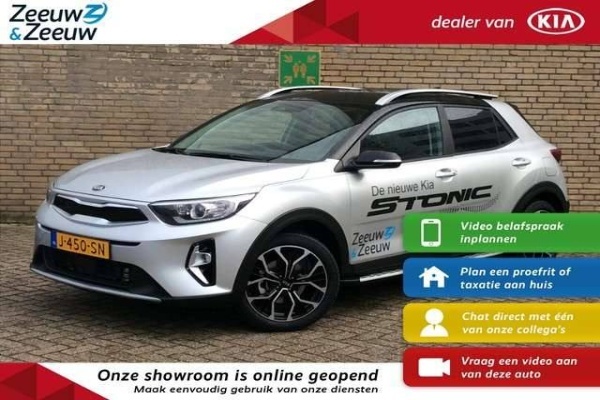 Zeeuw
& Zeeuw
dealer van KIA
De nieuwe Kia
STONIC
Zeeuw
& Zeeuw
J-450-SN
Video belafspraak
inplannen
Plan een proefrit of
taxatie aan huis
Chat direct met één
van onze collega's
Vraag een video aan
van deze auto
Onze showroom is online geopend
Maak eenvoudig gebruik van onze diensten